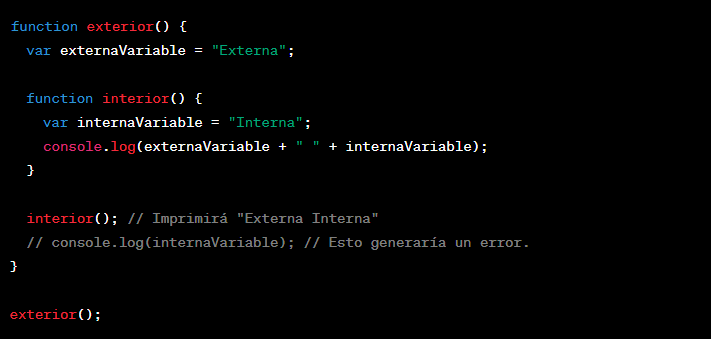 function exterior() {
  var externaVariable = "Externa";
  function interior() {
    var internaVariable = "Interna";
    console.log(externaVariable + " " + internaVariable);
  }
  interior(); // Imprimirá "Externa Interna"
  // console.log(internaVariable); // Esto generaría un error.
}
exterior();